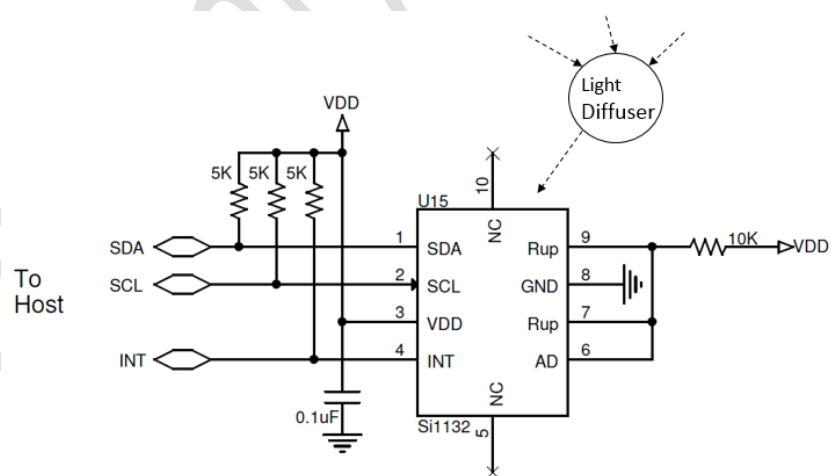 Light
Diffuser
VDD
5K
5K
5K
U15
10
NC
SDA
1
SDA
Rup
9
10K
VDD
To
Host
SCL
2
SCL
GND
8
3
VDD
Rup
7
INT
4
INT
AD
6
NC
0.1uF
Si1132
5